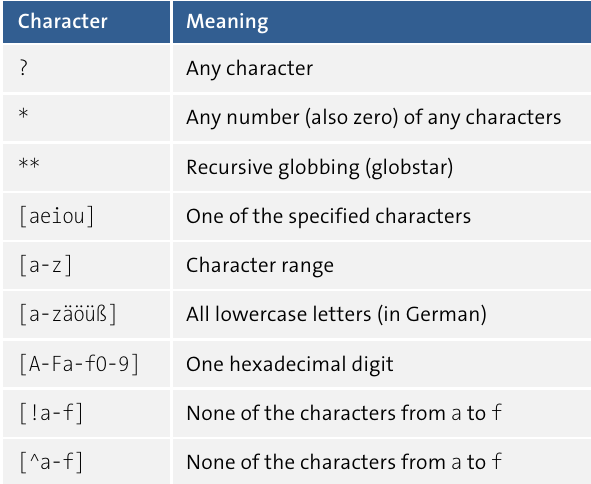 Character Meaning
? Any character
* Any number (also zero) of any characters
** Recursive globbing (globstar)
[aeiou] One of the specified characters
[a-z] Character range
[a-zäöüß] All lowercase letters (in German)
[A-Fa-f0-9] One hexadecimal digit
[!a-f] None of the characters from a to f
[^a-f] None of the characters from a to f